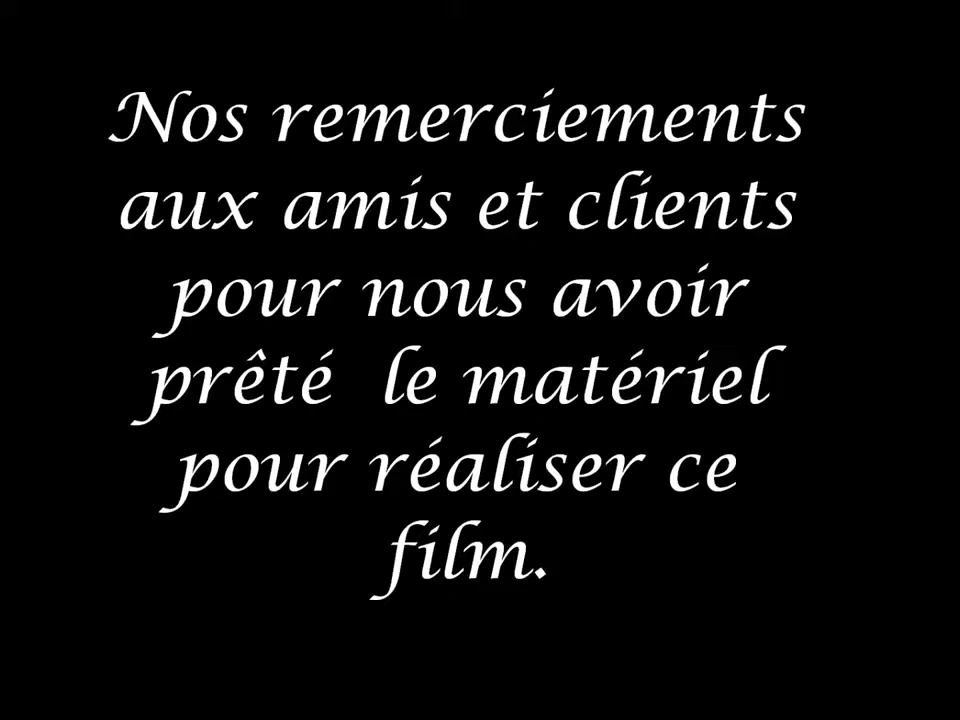 Nos remerciements
aux amis et clients
pour nous avoir
prêté le matériel
pour réaliser ce
film.